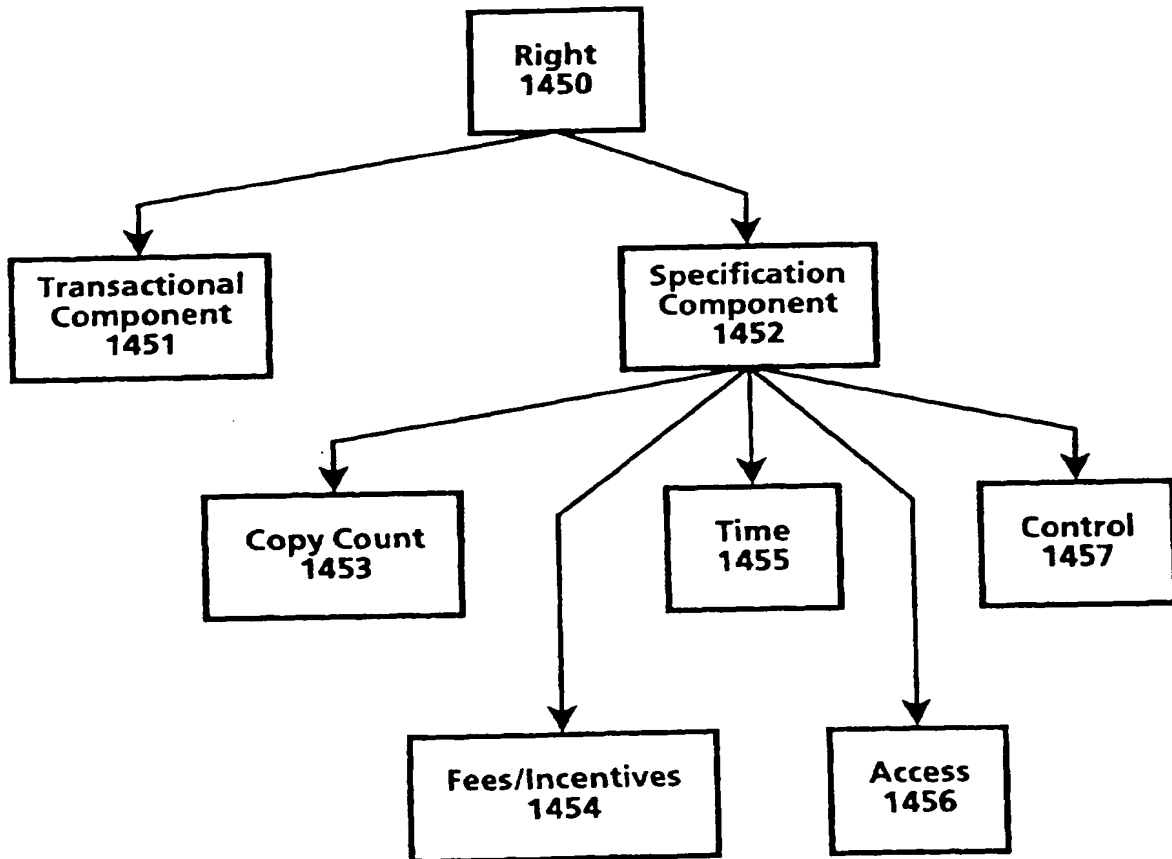 Right
1450
Transactional
Component
1451
Specification
Component
1452
Copy Count
1453
Time
1455
Control
1457
Fees/Incentives
1454
Access
1456